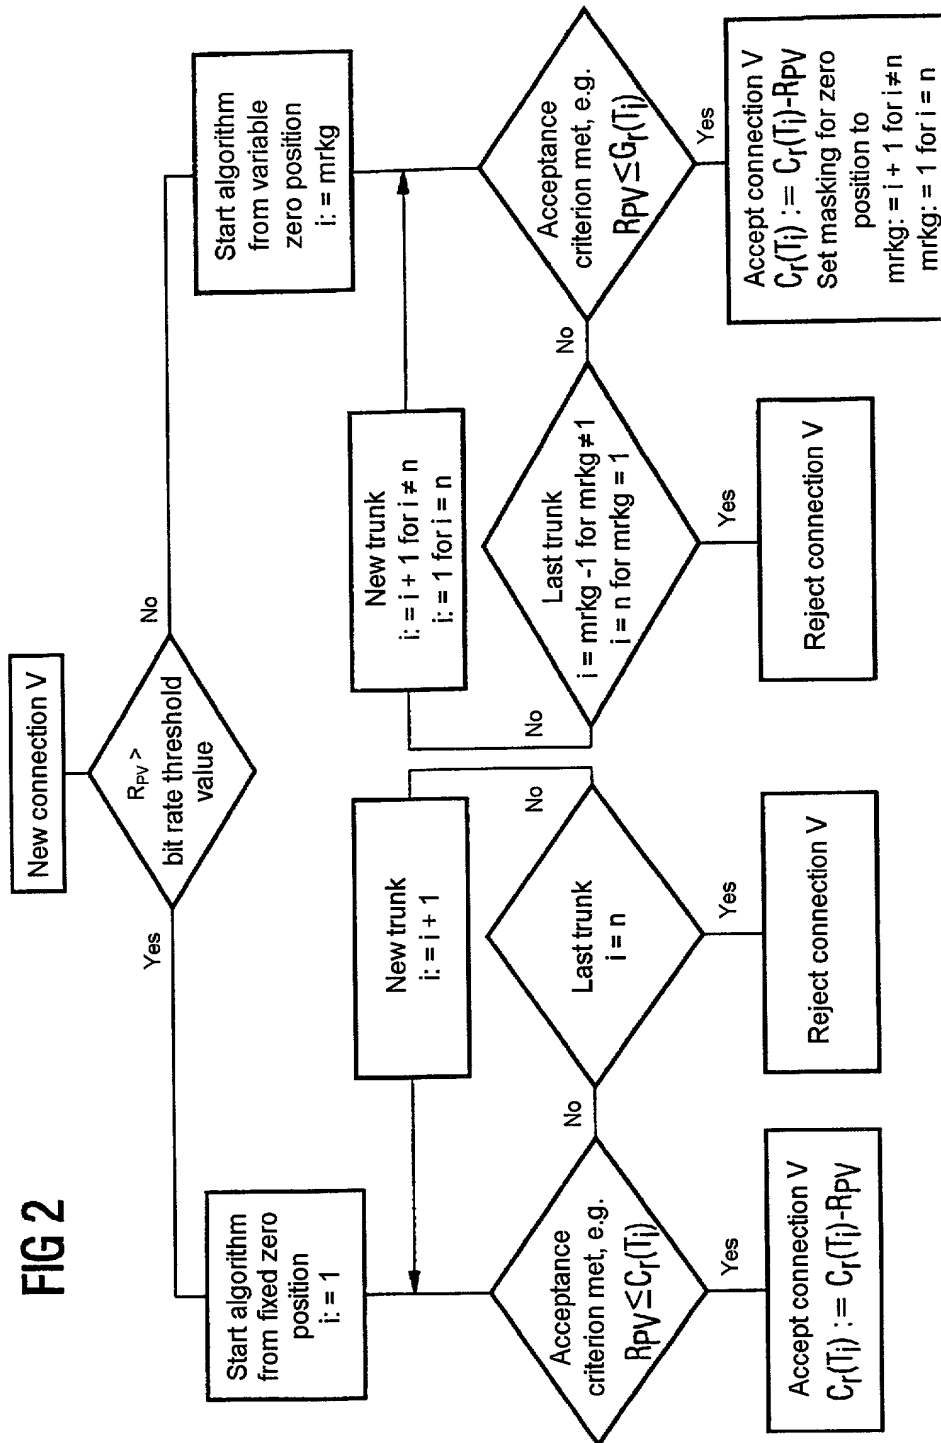 FIG 2
New connection V
RPV >
bit rate threshold
value
Yes
No
Start algorithm
from fixed zero
position
i: = 1
Start algorithm
from variable
zero position
i: = mrkg
New trunk
i: = i + 1
New trunk
i: = i + 1 for i ≠ n
i: = 1 for i = n
Acceptance
criterion met, e.g.
RPV ≤ Cr(Ti)
No
Last trunk
i = n
No
Last trunk
i = mrkg -1 for mrkg ≠ 1
i = n for mrkg = 1
No
No
Acceptance
criterion met, e.g.
RPV ≤ Gr(Ti)
Yes
Yes
Yes
Yes
Accept connection V
Cr(Ti) := Cr(Ti)-RPV
Reject connection V
Reject connection V
Accept connection V
Cr(Ti) := Cr(Ti)-RPV
Set masking for zero
position to
mrkg: = i + 1 for i ≠ n
mrkg: = 1 for i = n